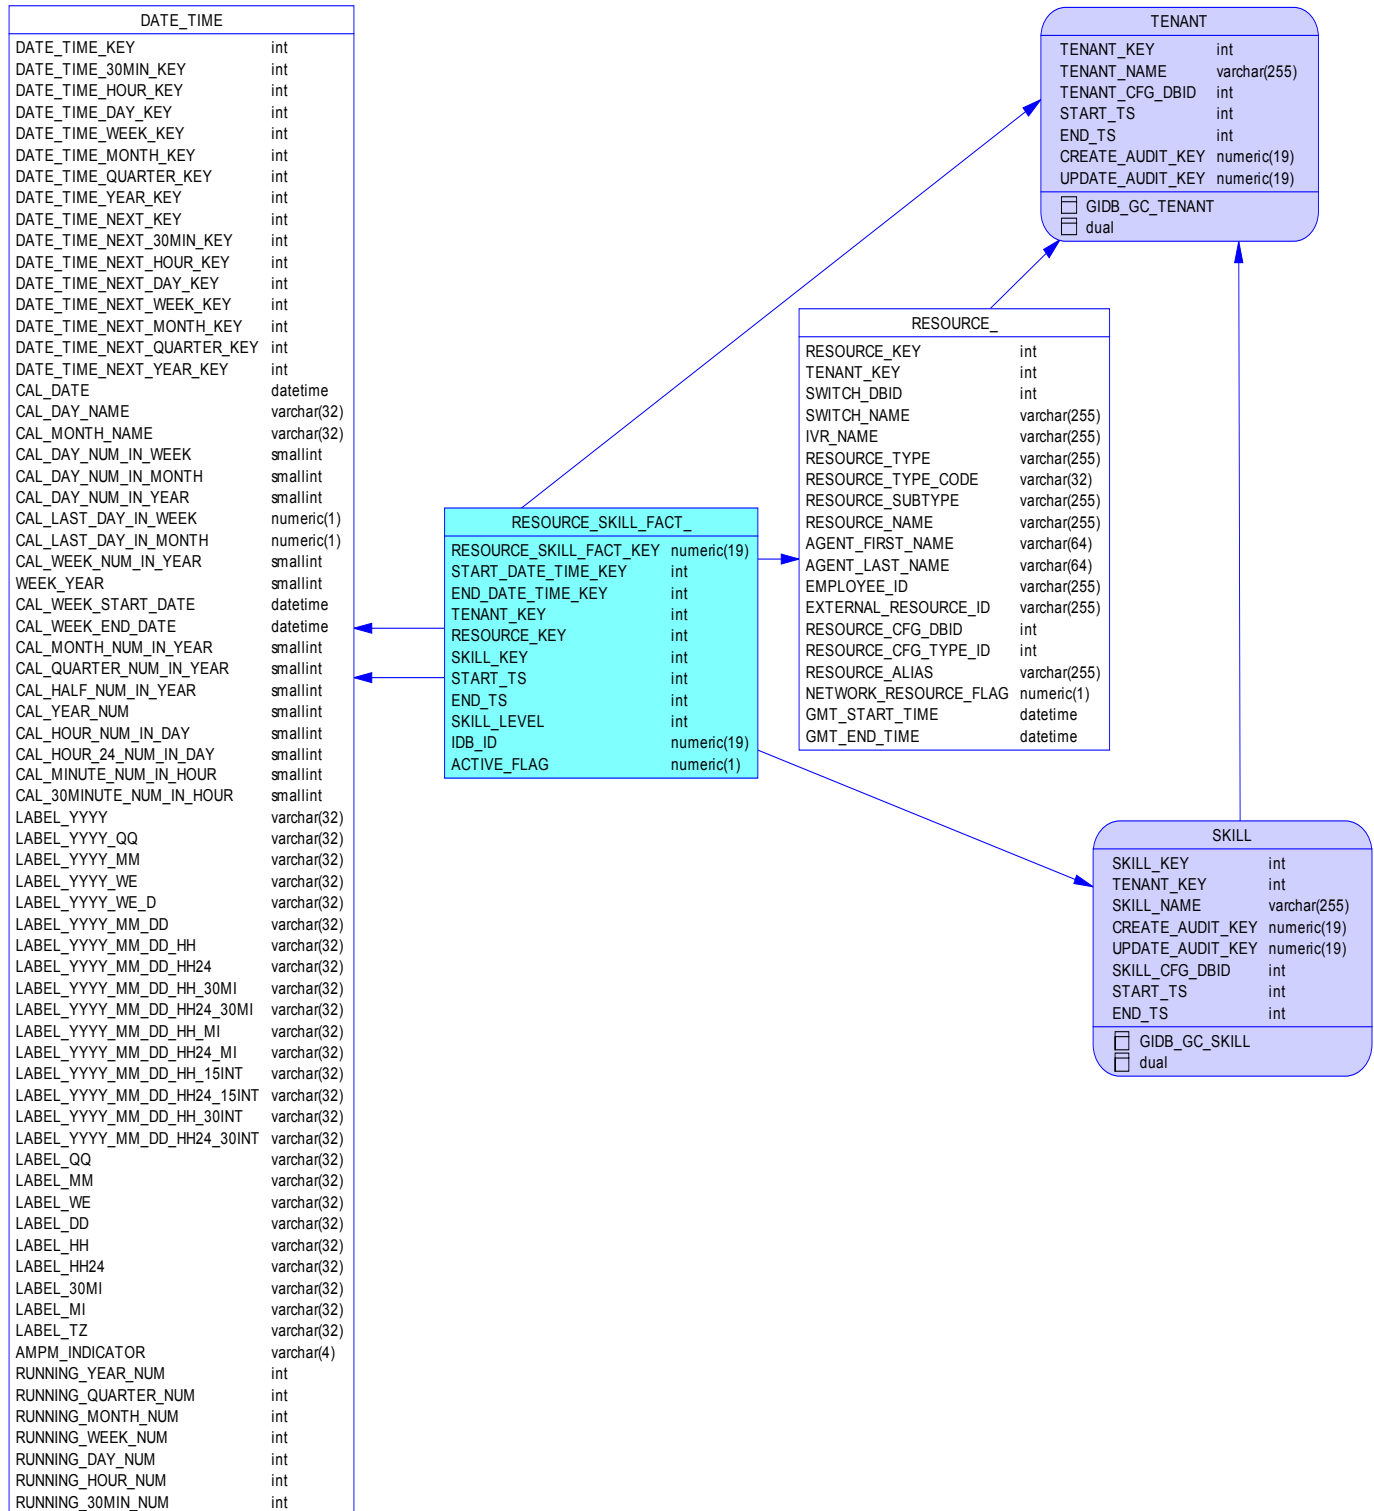 DATE_TIME
DATE_TIME_KEY int
DATE_TIME_30MIN_KEY int
DATE_TIME_HOUR_KEY int
DATE_TIME_DAY_KEY int
DATE_TIME_WEEK_KEY int
DATE_TIME_MONTH_KEY int
DATE_TIME_QUARTER_KEY int
DATE_TIME_YEAR_KEY int
DATE_TIME_NEXT_KEY int
DATE_TIME_NEXT_30MIN_KEY int
DATE_TIME_NEXT_HOUR_KEY int
DATE_TIME_NEXT_DAY_KEY int
DATE_TIME_NEXT_WEEK_KEY int
DATE_TIME_NEXT_MONTH_KEY int
DATE_TIME_NEXT_QUARTER_KEY int
DATE_TIME_NEXT_YEAR_KEY int
CAL_DATE datetime
CAL_DAY_NAME varchar(32)
CAL_MONTH_NAME varchar(32)
CAL_DAY_NUM_IN_WEEK smallint
CAL_DAY_NUM_IN_MONTH smallint
CAL_DAY_NUM_IN_YEAR smallint
CAL_LAST_DAY_IN_WEEK numeric(1)
CAL_LAST_DAY_IN_MONTH numeric(1)
CAL_WEEK_NUM_IN_YEAR smallint
WEEK_YEAR smallint
CAL_WEEK_START_DATE datetime
CAL_WEEK_END_DATE datetime
CAL_MONTH_NUM_IN_YEAR smallint
CAL_QUARTER_NUM_IN_YEAR smallint
CAL_HALF_NUM_IN_YEAR smallint
CAL_YEAR_NUM smallint
CAL_HOUR_NUM_IN_DAY smallint
CAL_HOUR_24_NUM_IN_DAY smallint
CAL_MINUTE_NUM_IN_HOUR smallint
CAL_30MINUTE_NUM_IN_HOUR smallint
LABEL_YYYY varchar(32)
LABEL_YYYY_QQ varchar(32)
LABEL_YYYY_MM varchar(32)
LABEL_YYYY_WE varchar(32)
LABEL_YYYY_WE_D varchar(32)
LABEL_YYYY_MM_DD varchar(32)
LABEL_YYYY_MM_DD_HH varchar(32)
LABEL_YYYY_MM_DD_HH24 varchar(32)
LABEL_YYYY_MM_DD_HH_30MI varchar(32)
LABEL_YYYY_MM_DD_HH24_30MI varchar(32)
LABEL_YYYY_MM_DD_HH_MI varchar(32)
LABEL_YYYY_MM_DD_HH24_MI varchar(32)
LABEL_YYYY_MM_DD_HH_15INT varchar(32)
LABEL_YYYY_MM_DD_HH24_15INT varchar(32)
LABEL_YYYY_MM_DD_HH_30INT varchar(32)
LABEL_YYYY_MM_DD_HH24_30INT varchar(32)
LABEL_QQ varchar(32)
LABEL_MM varchar(32)
LABEL_WE varchar(32)
LABEL_DD varchar(32)
LABEL_HH varchar(32)
LABEL_HH24 varchar(32)
LABEL_30MI varchar(32)
LABEL_MI varchar(32)
LABEL_TZ varchar(32)
AMPM_INDICATOR varchar(4)
RUNNING_YEAR_NUM int
RUNNING_QUARTER_NUM int
RUNNING_MONTH_NUM int
RUNNING_WEEK_NUM int
RUNNING_DAY_NUM int
RUNNING_HOUR_NUM int
RUNNING_30MIN_NUM int
RESOURCE_SKILL_FACT_
RESOURCE_SKILL_FACT_KEY numeric(19)
START_DATE_TIME_KEY int
END_DATE_TIME_KEY int
TENANT_KEY int
RESOURCE_KEY int
SKILL_KEY int
START_TS int
END_TS int
SKILL_LEVEL int
IDB_ID numeric(19)
ACTIVE_FLAG numeric(1)
TENANT
TENANT_KEY int
TENANT_NAME varchar(255)
TENANT_CFG_DBID int
START_TS int
END_TS int
CREATE_AUDIT_KEY numeric(19)
UPDATE_AUDIT_KEY numeric(19)
GIDB_GC_TENANT
dual
RESOURCE_
RESOURCE_KEY int
TENANT_KEY int
SWITCH_DBID int
SWITCH_NAME varchar(255)
IVR_NAME varchar(255)
RESOURCE_TYPE varchar(255)
RESOURCE_TYPE_CODE varchar(32)
RESOURCE_SUBTYPE varchar(255)
RESOURCE_NAME varchar(255)
AGENT_FIRST_NAME varchar(64)
AGENT_LAST_NAME varchar(64)
EMPLOYEE_ID varchar(255)
EXTERNAL_RESOURCE_ID varchar(255)
RESOURCE_CFG_DBID int
RESOURCE_CFG_TYPE_ID int
RESOURCE_ALIAS varchar(255)
NETWORK_RESOURCE_FLAG numeric(1)
GMT_START_TIME datetime
GMT_END_TIME datetime
SKILL
SKILL_KEY int
TENANT_KEY int
SKILL_NAME varchar(255)
CREATE_AUDIT_KEY numeric(19)
UPDATE_AUDIT_KEY numeric(19)
SKILL_CFG_DBID int
START_TS int
END_TS int
GIDB_GC_SKILL
dual